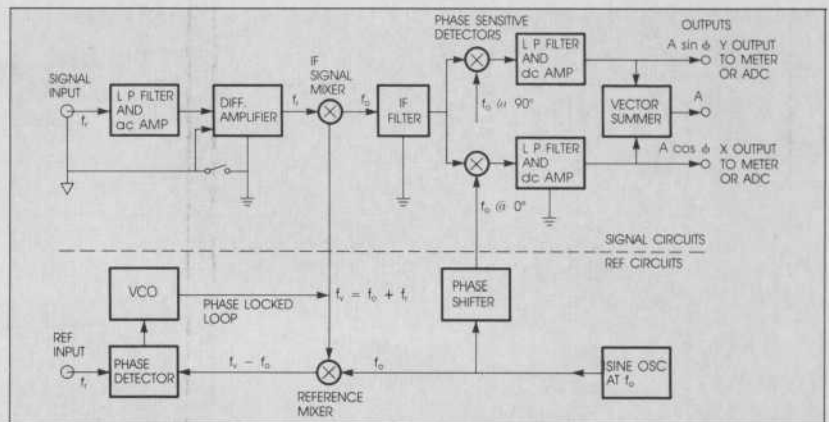 PHASE SENSITIVE
DETECTORS
OUTPUTS
SIGNAL
INPUT
fr
L P FILTER
AND
ac AMP
DIFF.
AMPLIFIER
fr
IF
SIGNAL
MIXER
fo
IF
FILTER
fo @ 90°
L P FILTER
AND
dc AMP
A sin ϕ Y OUTPUT
TO METER
OR ADC
VECTOR
SUMMER
A
L P FILTER
AND
dc AMP
A cos ϕ X OUTPUT
TO METER
OR ADC
fo @ 0°
SIGNAL CIRCUITS
REF CIRCUITS
VCO
PHASE LOCKED
LOOP
fv = fo + fr
PHASE
SHIFTER
REF
INPUT
fr
PHASE
DETECTOR
fv − fo
REFERENCE
MIXER
fo
SINE OSC
AT fo